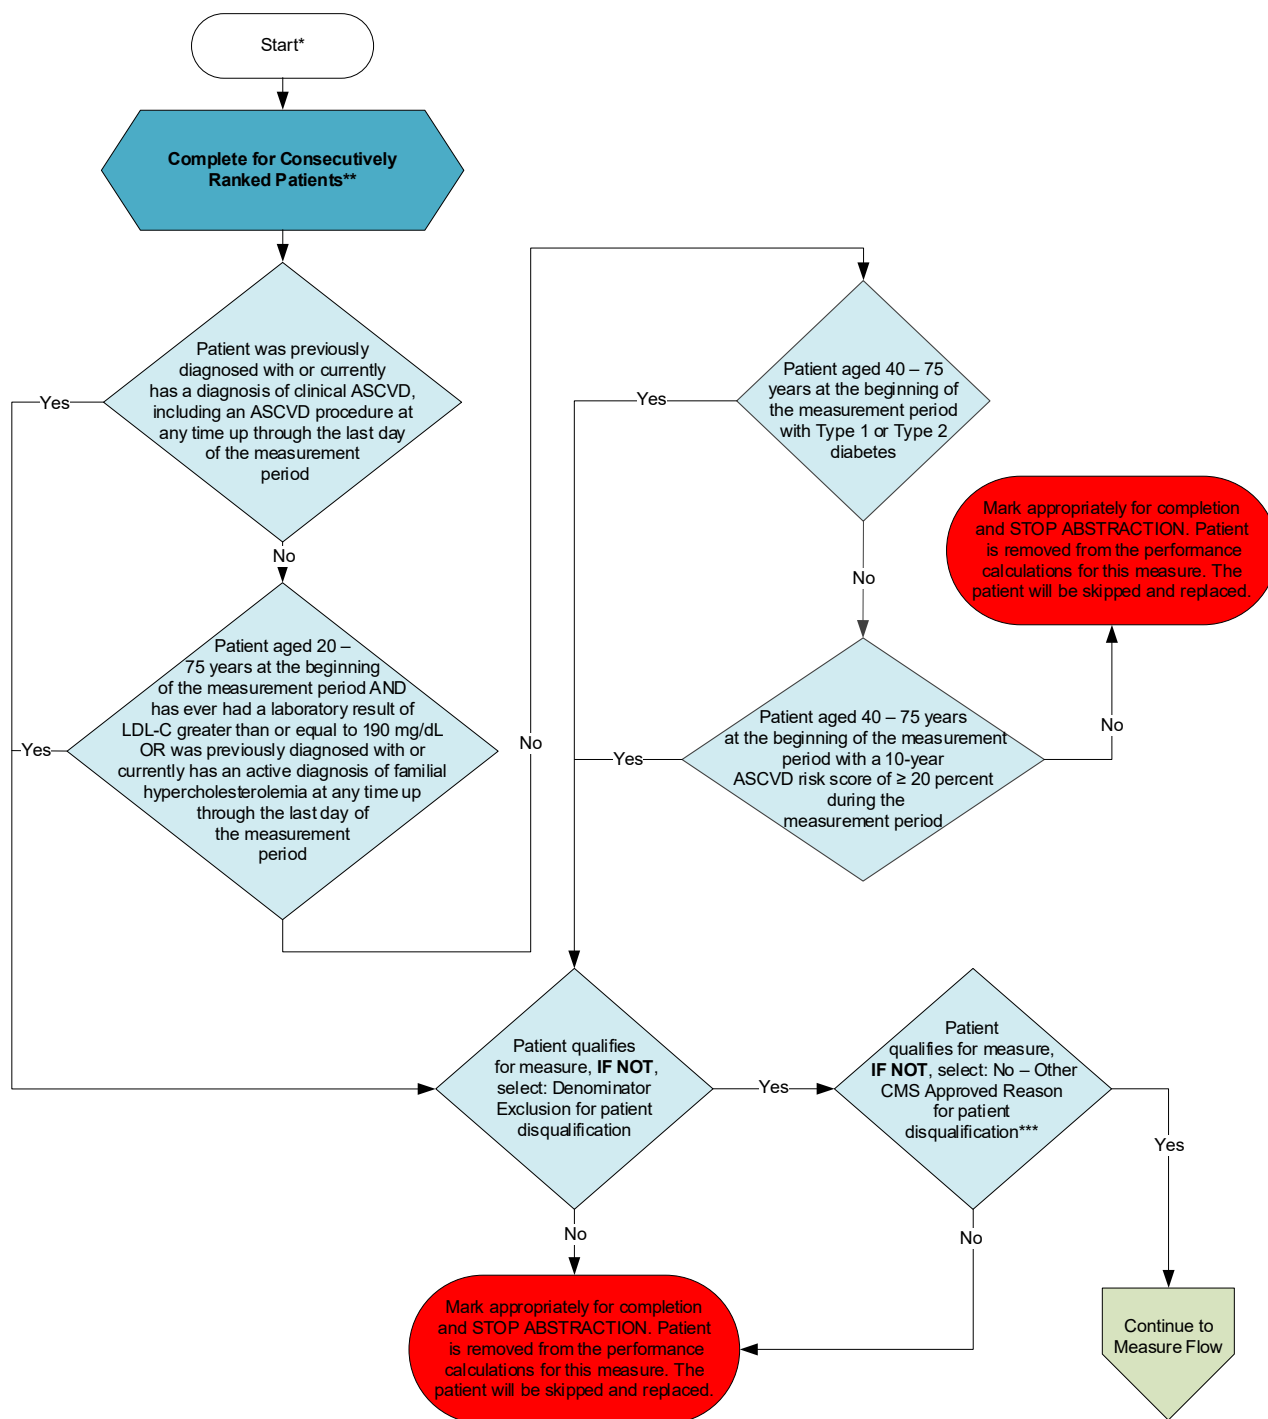 Start*
Complete for Consecutively
Ranked Patients**
Patient was previously
diagnosed with or currently
has a diagnosis of clinical ASCVD,
including an ASCVD procedure at
any time up through the last day
of the measurement
period
Yes
No
Patient aged 20 –
75 years at the beginning
of the measurement period AND
has ever had a laboratory result of
LDL-C greater than or equal to 190 mg/dL
OR was previously diagnosed with or
currently has an active diagnosis of familial
hypercholesterolemia at any time up
through the last day of
the measurement
period
Yes
No
Patient aged 40 – 75
years at the beginning of
the measurement period
with Type 1 or Type 2
diabetes
Yes
No
Patient aged 40 – 75 years
at the beginning of the measurement
period with a 10-year
ASCVD risk score of ≥ 20 percent
during the
measurement period
Yes
No
Mark appropriately for completion
and STOP ABSTRACTION. Patient
is removed from the performance
calculations for this measure. The
patient will be skipped and replaced.
Patient qualifies
for measure, IF NOT,
select: Denominator
Exclusion for patient
disqualification
Yes
No
Patient
qualifies for measure,
IF NOT, select: No – Other
CMS Approved Reason
for patient
disqualification***
Yes
No
Mark appropriately for completion
and STOP ABSTRACTION. Patient
is removed from the performance
calculations for this measure. The
patient will be skipped and replaced.
Continue to
Measure Flow